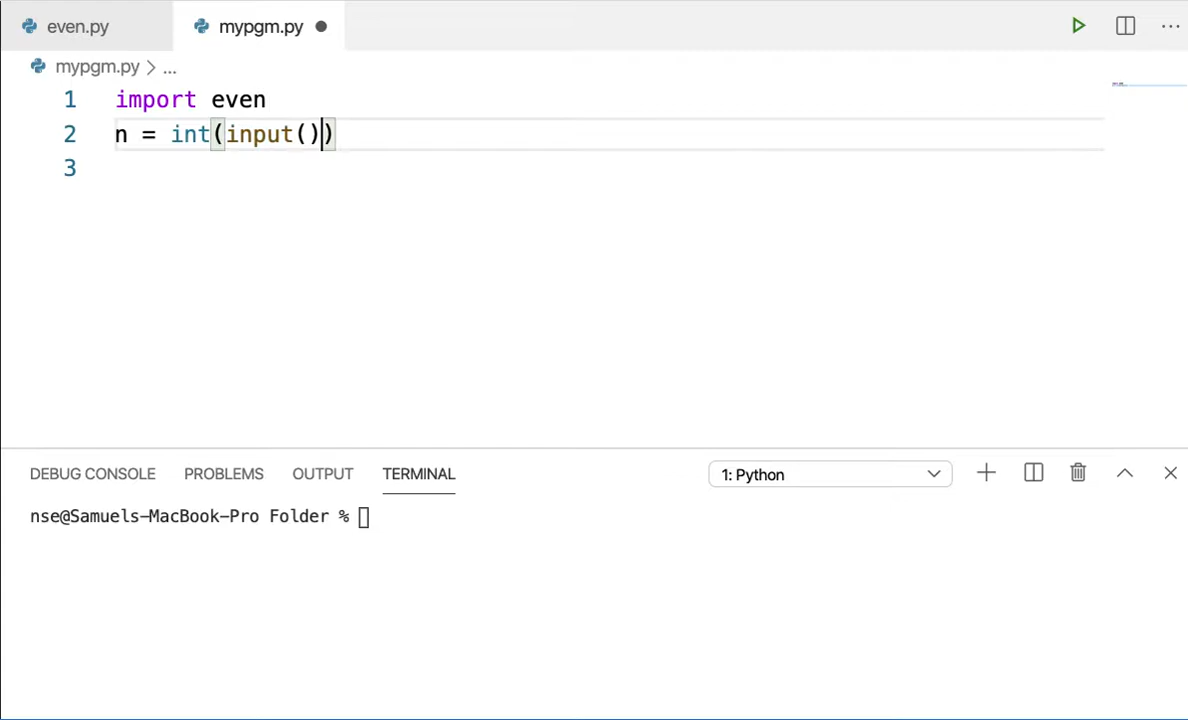 even.py mypgm.py
mypgm.py > ...
1 import even
2 n = int(input())
3
DEBUG CONSOLE PROBLEMS OUTPUT TERMINAL 1: Python
nse@Samuels-MacBook-Pro Folder %